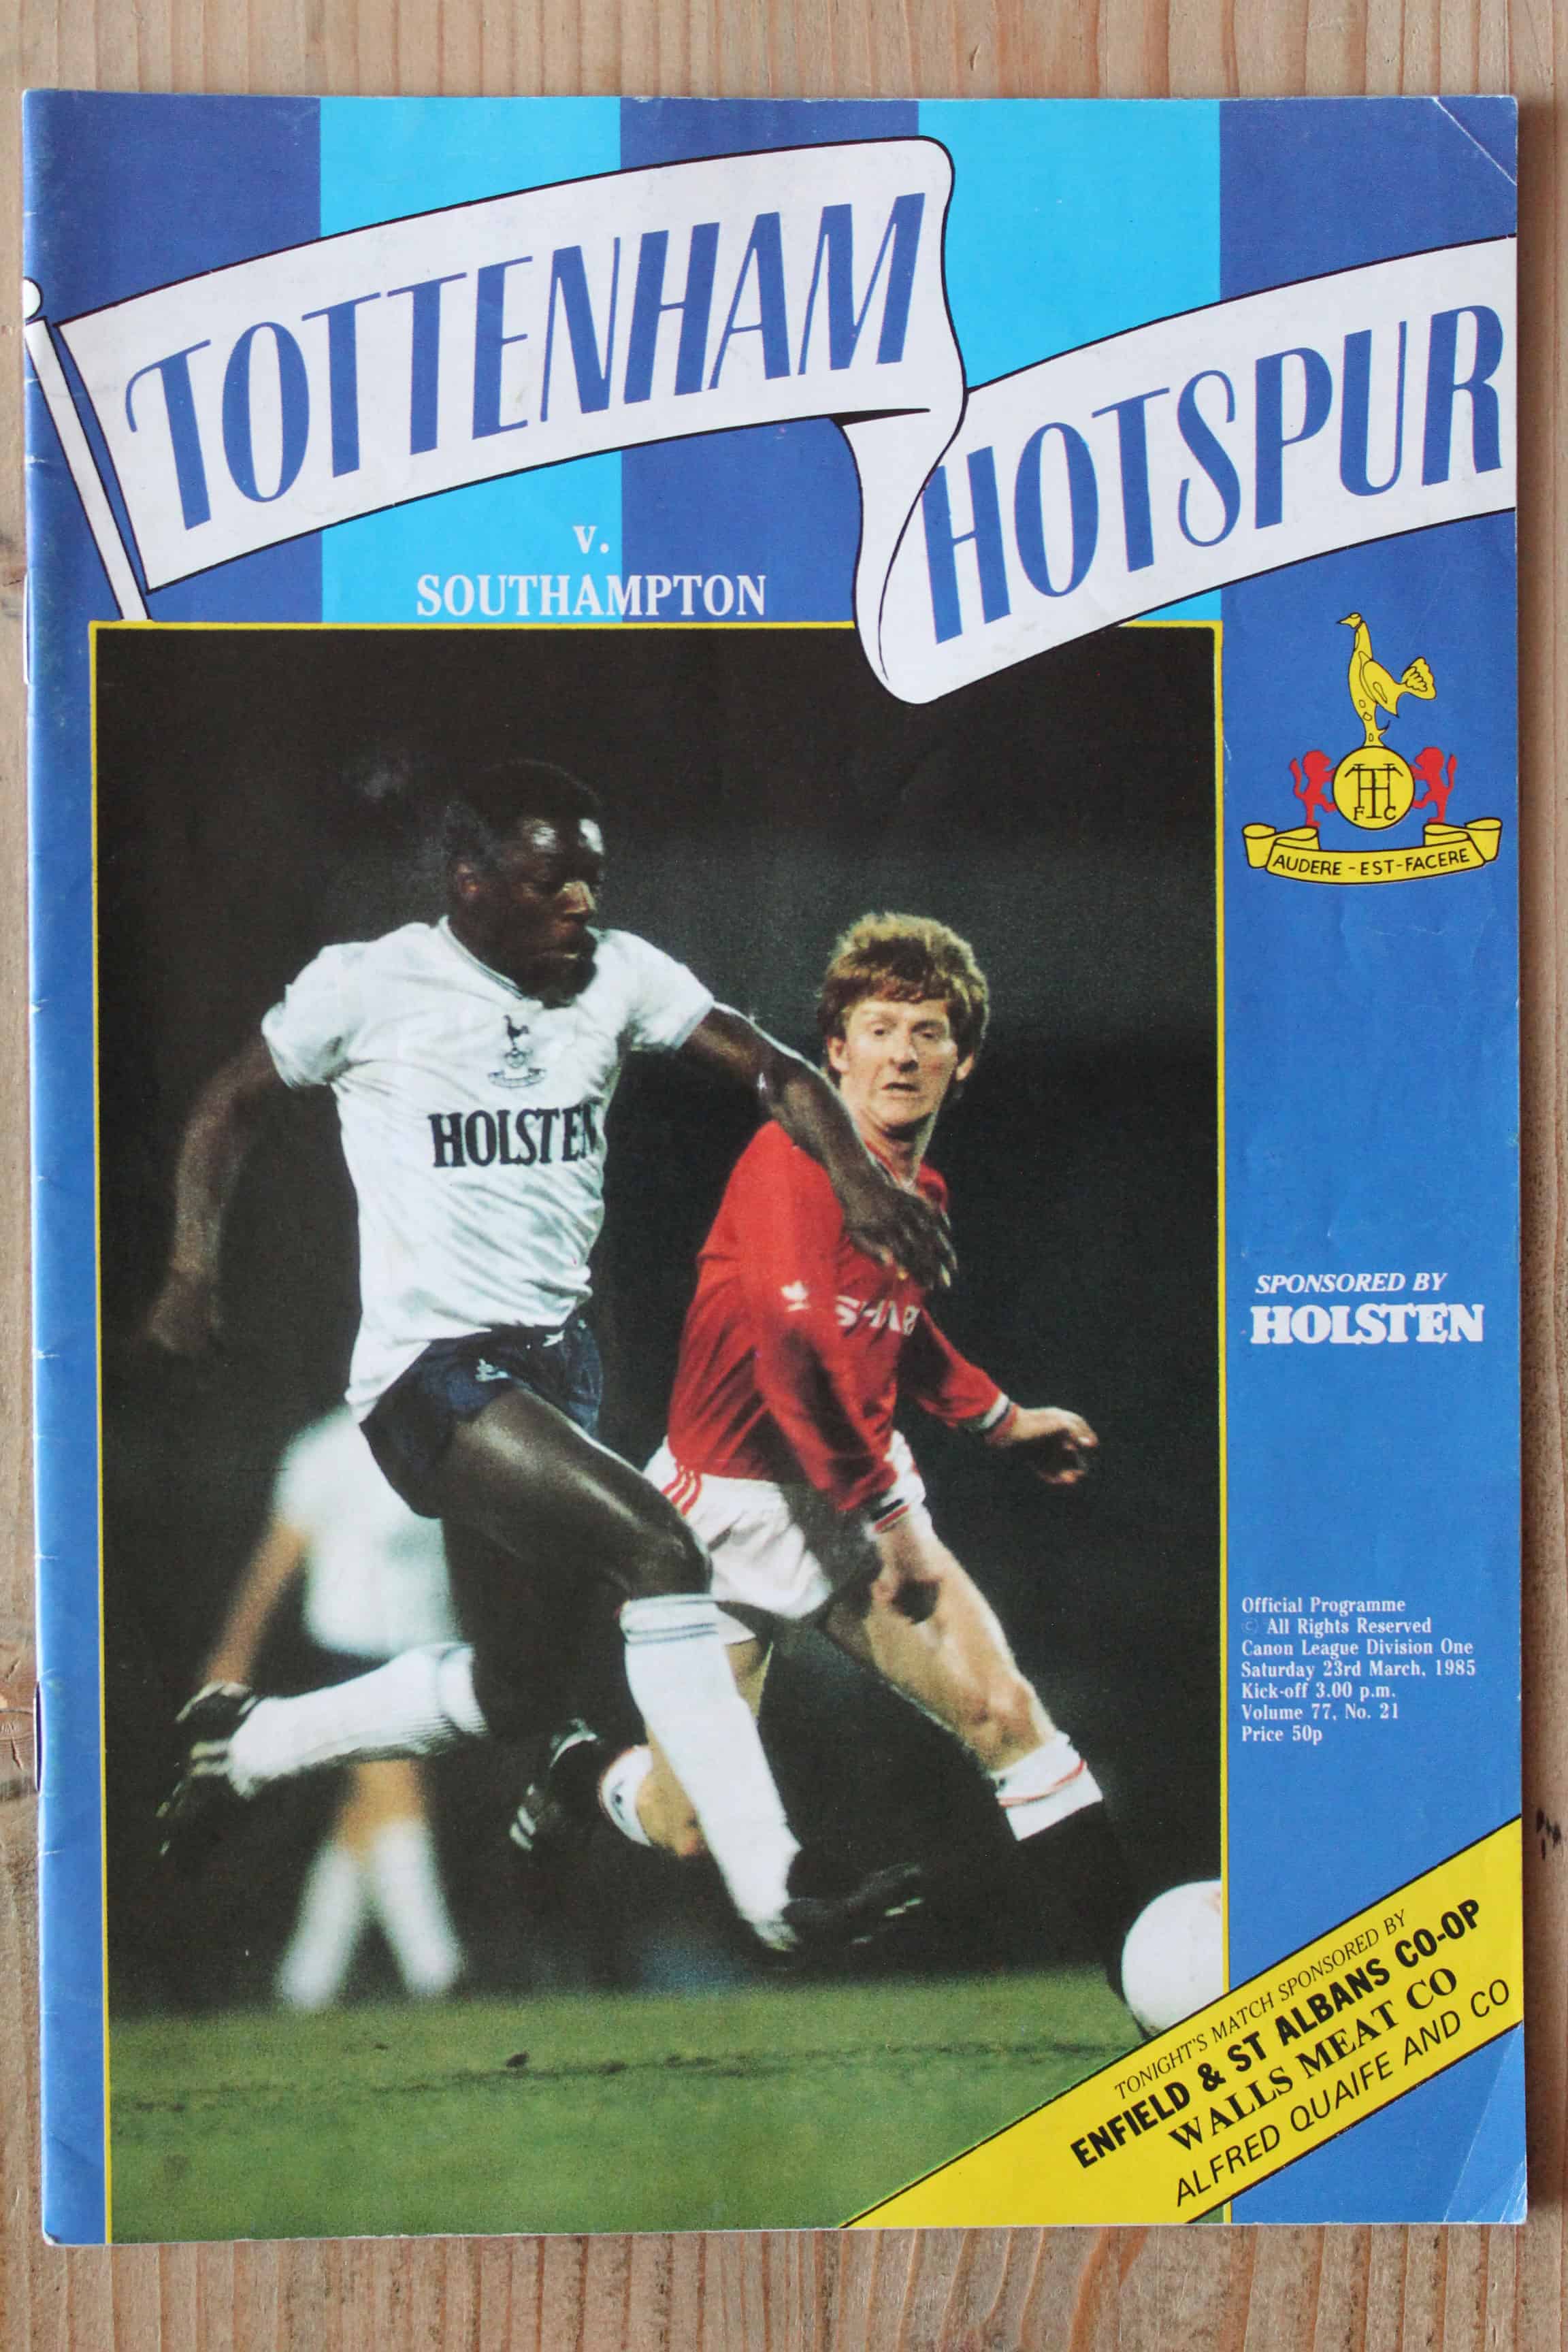 TOTTENHAM
HOTSPUR
v.
SOUTHAMPTON
THFC
AUDERE-EST-FACERE
HOLSTEN
SHARP
SPONSORED BY
HOLSTEN
Official Programme
© All Rights Reserved
Canon League Division One
Saturday 23rd March, 1985
Kick-off 3.00 p.m.
Volume 77, No. 21
Price 50p
TONIGHT'S MATCH SPONSORED BY
ENFIELD & ST ALBANS CO-OP
WALLS MEAT CO
ALFRED QUAIFE AND CO